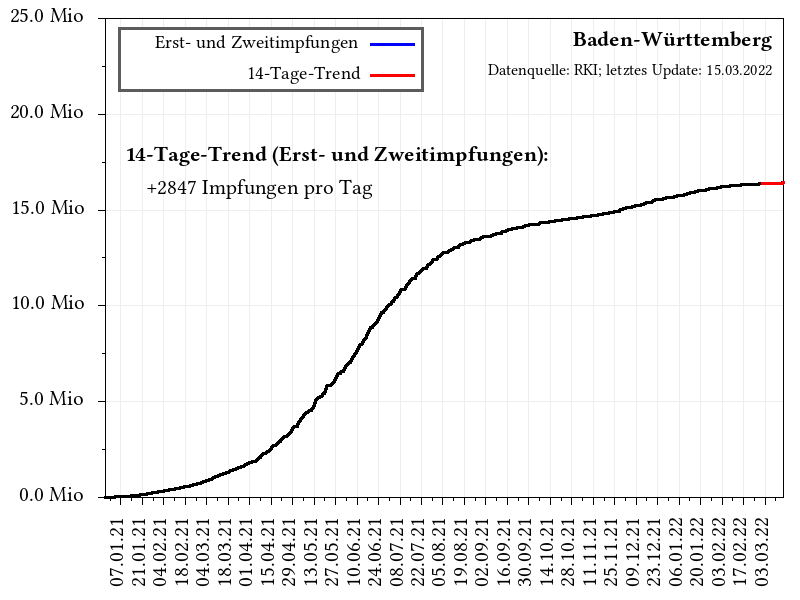 25.0 Mio
20.0 Mio
15.0 Mio
10.0 Mio
5.0 Mio
0.0 Mio
Erst- und Zweitimpfungen
14-Tage-Trend
Baden-Württemberg
Datenquelle: RKI; letztes Update: 15.03.2022
14-Tage-Trend (Erst- und Zweitimpfungen):
+2847 Impfungen pro Tag
07.01.21
21.01.21
04.02.21
18.02.21
04.03.21
18.03.21
01.04.21
15.04.21
29.04.21
13.05.21
27.05.21
10.06.21
24.06.21
08.07.21
22.07.21
05.08.21
19.08.21
02.09.21
16.09.21
30.09.21
14.10.21
28.10.21
11.11.21
25.11.21
09.12.21
23.12.21
06.01.22
20.01.22
03.02.22
17.02.22
03.03.22